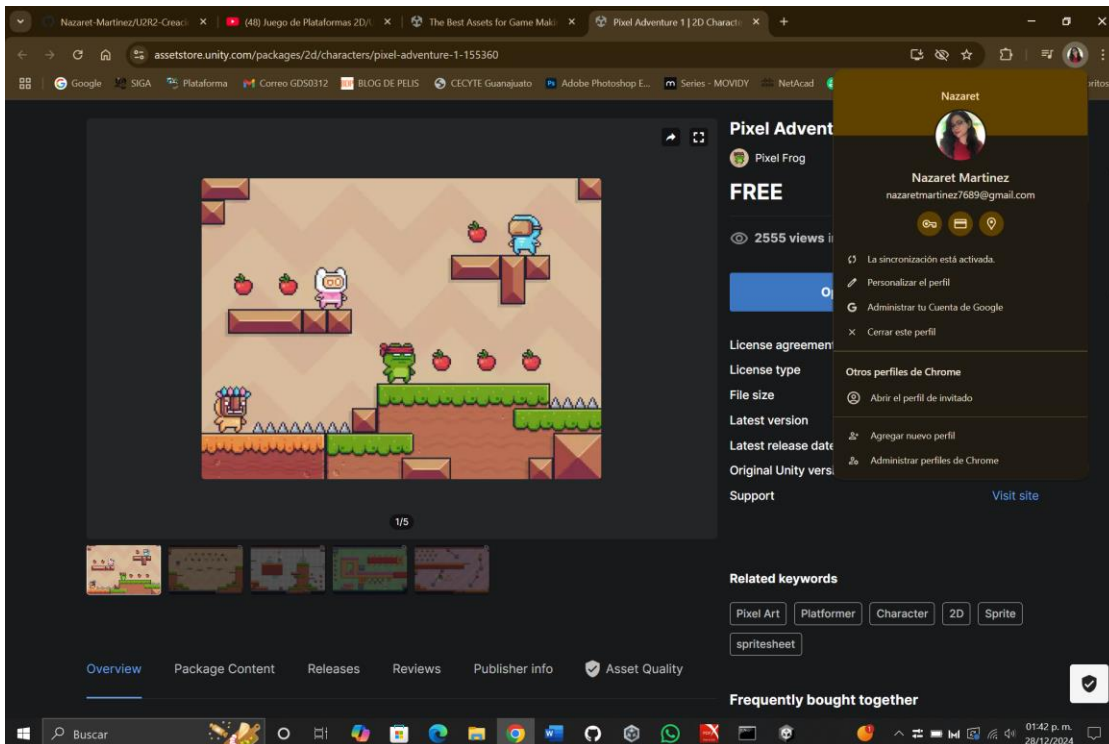 Nazaret-Martinez/U2R2-Creaci
(48) Juego de Plataformas 2D/U
The Best Assets for Game Maki
Pixel Adventure 1 | 2D Characte
assetstore.unity.com/packages/2d/characters/pixel-adventure-1-155360
Google
SIGA
Plataforma
Correo GDS0312
BLOG DE PELIS
CECYTE Guanajuato
Adobe Photoshop E...
Series - MOVIDY
NetAcad
Pixel Advent
Pixel Frog
FREE
2555 views i
Op
License agreemen
License type
File size
Latest version
Latest release date
Original Unity versi
Support
Visit site
Nazaret
Nazaret Martinez
nazaretmartinez7689@gmail.com
La sincronización está activada.
Personalizar el perfil
Administrar tu Cuenta de Google
Cerrar este perfil
Otros perfiles de Chrome
Abrir el perfil de invitado
Agregar nuevo perfil
Administrar perfiles de Chrome
1/5
Related keywords
Pixel Art
Platformer
Character
2D
Sprite
spritesheet
Overview
Package Content
Releases
Reviews
Publisher info
Asset Quality
Frequently bought together
Buscar
01:42 p. m.
28/12/2024